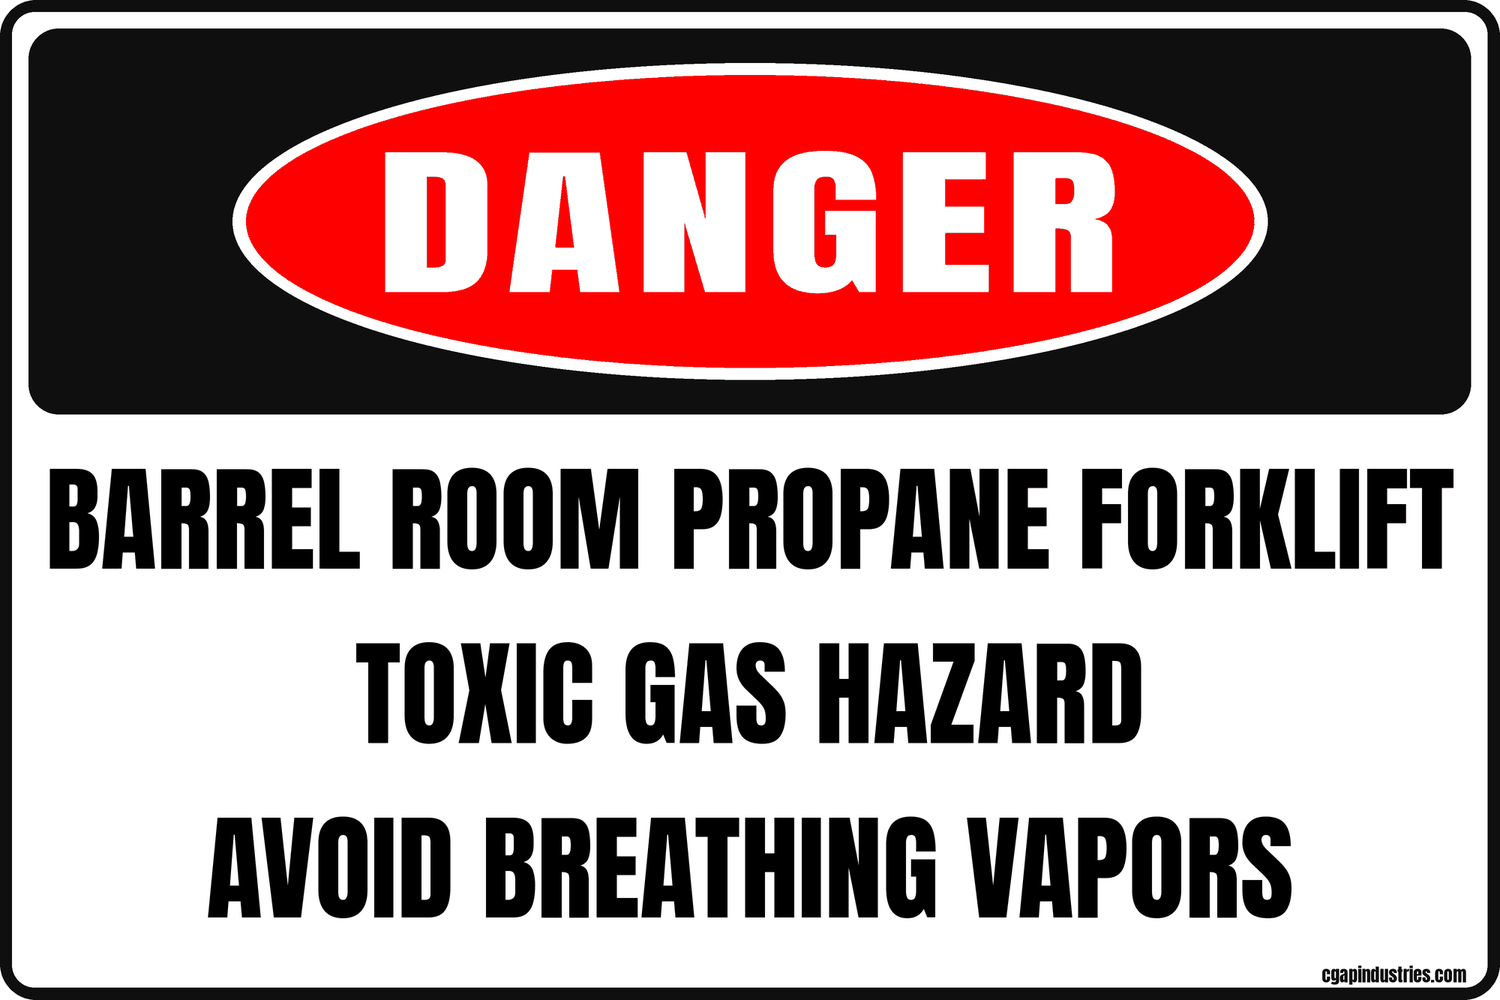 DANGER
BARREL ROOM PROPANE FORKLIFT
TOXIC GAS HAZARD
AVOID BREATHING VAPORS
cgapindustries.com